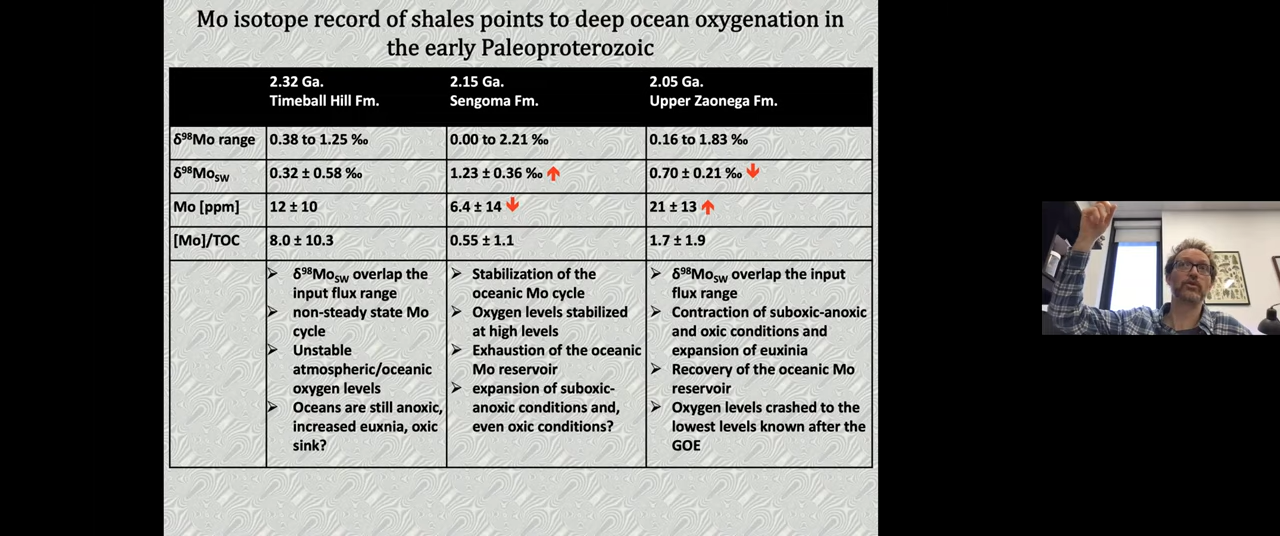 Mo isotope record of shales points to deep ocean oxygenation in
the early Paleoproterozoic
2.32 Ga.
Timeball Hill Fm.
2.15 Ga.
Sengoma Fm.
2.05 Ga.
Upper Zaonega Fm.
δ⁹⁸Mo range
0.38 to 1.25 ‰
0.00 to 2.21 ‰
0.16 to 1.83 ‰
δ⁹⁸Mo_SW
0.32 ± 0.58 ‰
1.23 ± 0.36 ‰ ↑
0.70 ± 0.21 ‰ ↓
Mo [ppm]
12 ± 10
6.4 ± 14 ↓
21 ± 13 ↑
[Mo]/TOC
8.0 ± 10.3
0.55 ± 1.1
1.7 ± 1.9
➢ δ⁹⁸Mo_SW overlap the
input flux range
➢ non-steady state Mo
cycle
➢ Unstable
atmospheric/oceanic
oxygen levels
➢ Oceans are still anoxic,
increased euxnia, oxic
sink?
➢ Stabilization of the
oceanic Mo cycle
➢ Oxygen levels stabilized
at high levels
➢ Exhaustion of the oceanic
Mo reservoir
➢ expansion of suboxic-
anoxic conditions and,
even oxic conditions?
➢ δ⁹⁸Mo_SW overlap the input
flux range
➢ Contraction of suboxic-anoxic
and oxic conditions and
expansion of euxinia
➢ Recovery of the oceanic Mo
reservoir
➢ Oxygen levels crashed to the
lowest levels known after the
GOE